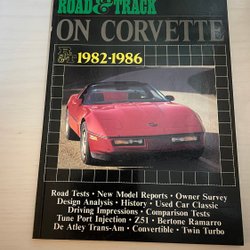 ROAD & TRACK
ON CORVETTE
R&T 1982-1986
Road Tests • New Model Reports • Owner Survey
Design Analysis • History • Used Car Classic
Driving Impressions • Comparison Tests
Tune Port Injection • Z51 • Bertone Ramarro
De Atley Trans-Am • Convertible • Twin Turbo